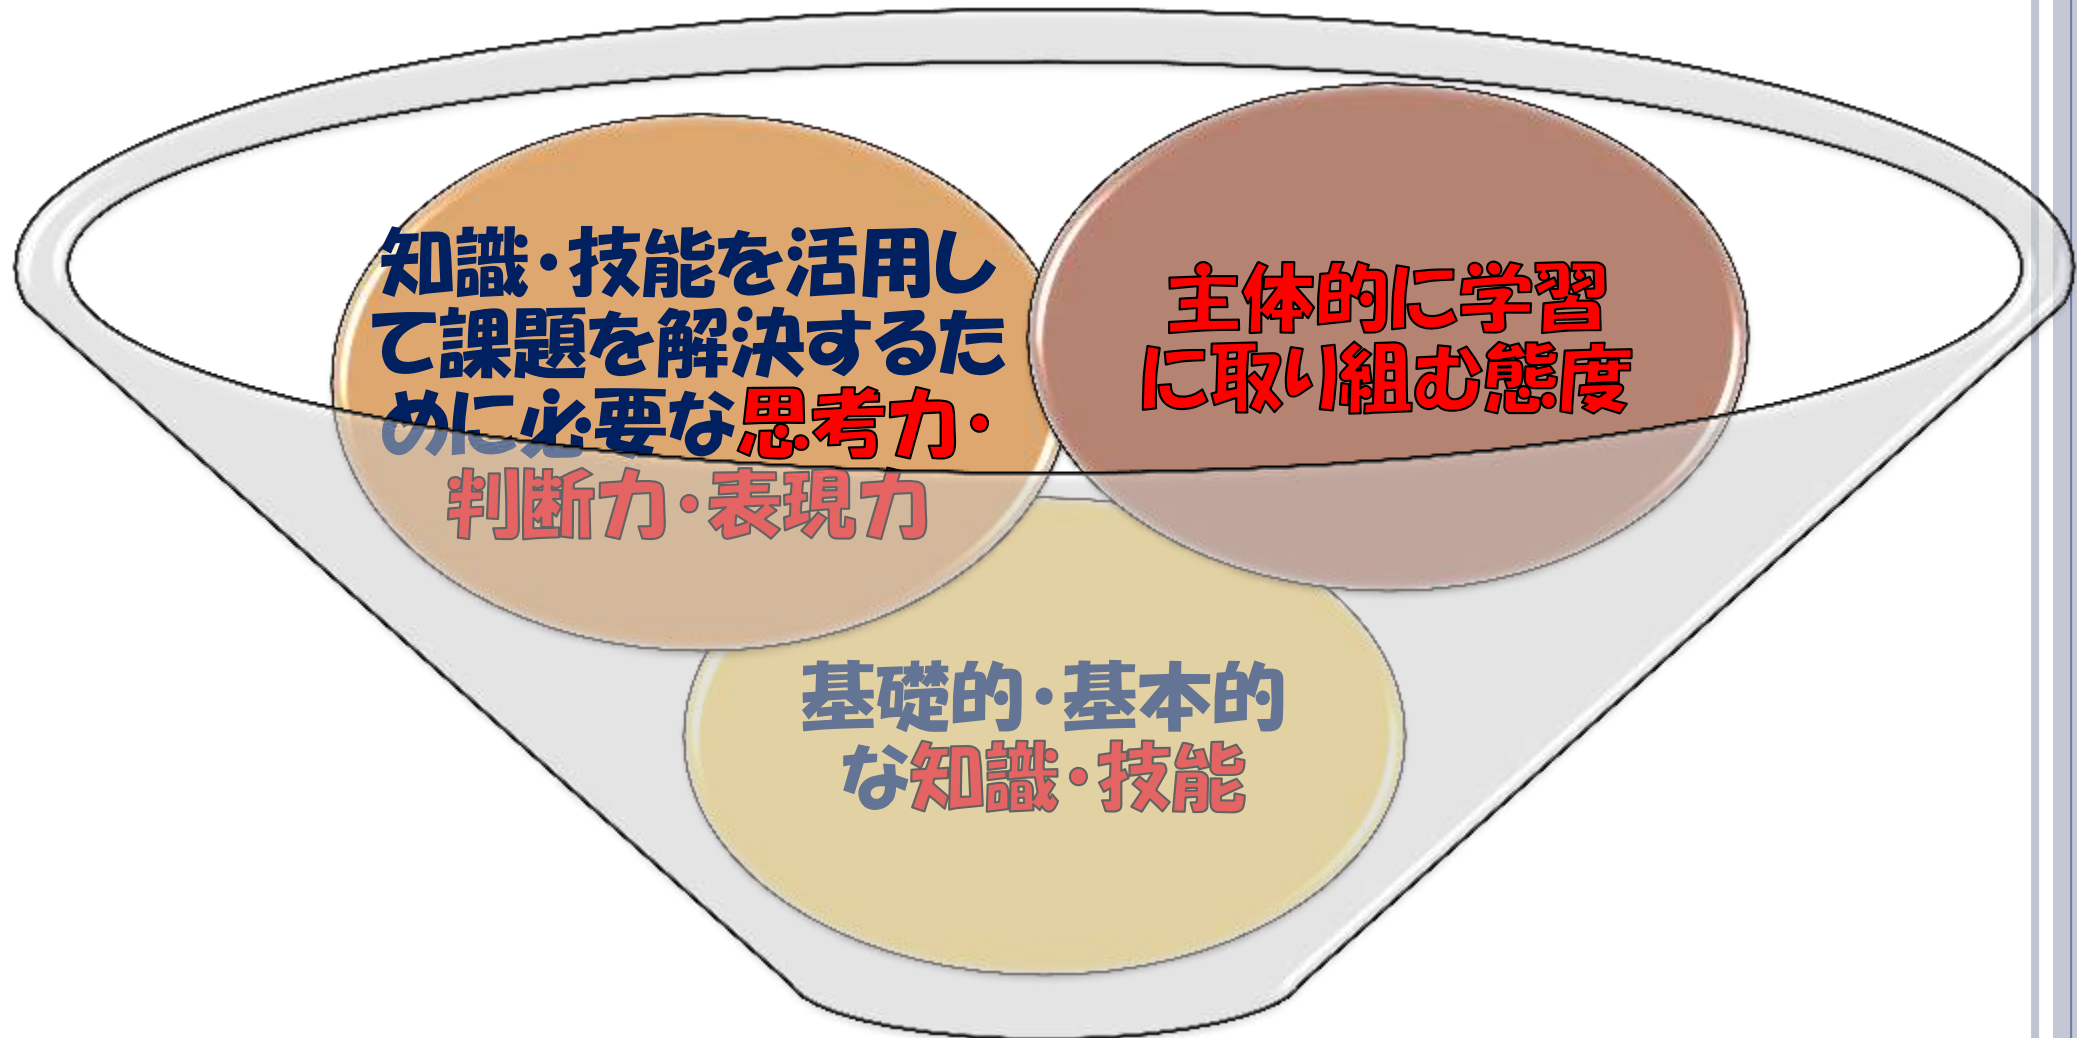 知識・技能を活用し
て課題を解決するた
めに必要な思考力・
判断力・表現力
主体的に学習
に取り組む態度
基礎的・基本的
な知識・技能